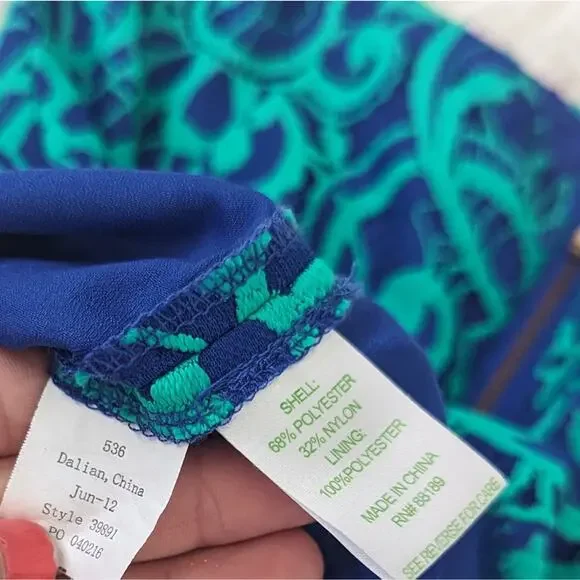 536
Dalian, China
Jun-12
Style 39891
PO 040216
SHELL:
68% POLYESTER
32% NYLON
LINING:
100%POLYESTER
MADE IN CHINA
RN# 88189
SEE REVERSE FOR CARE